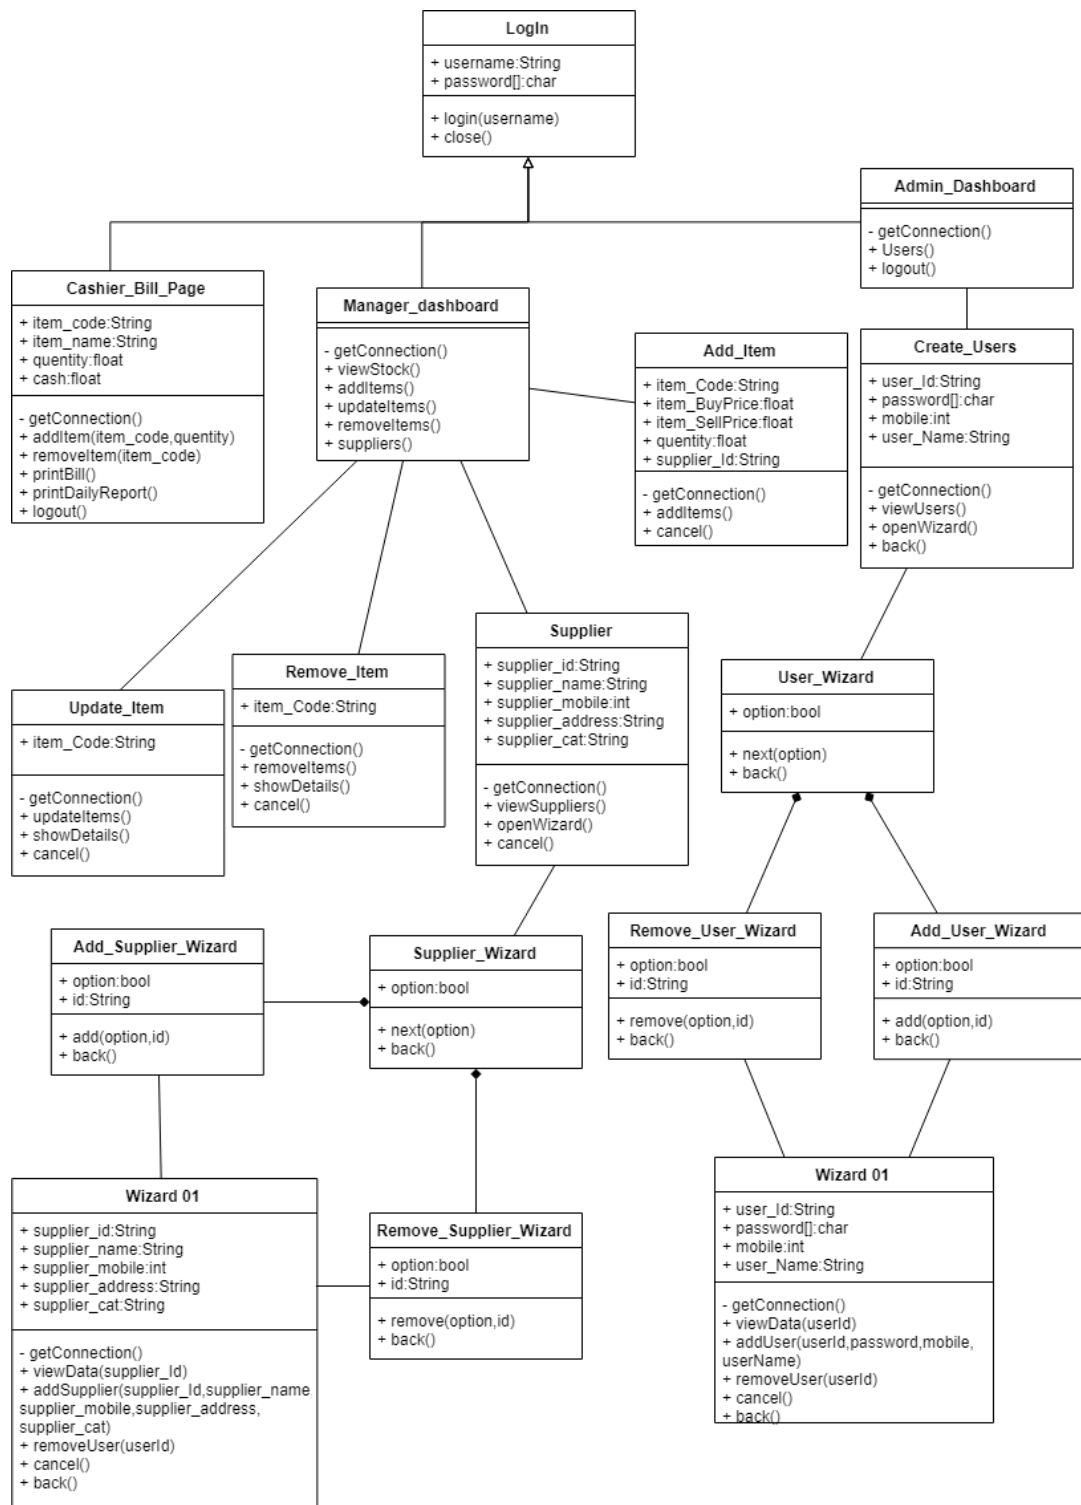 LogIn
+ username:String
+ password[]:char
+ login(username)
+ close()
Admin_Dashboard
- getConnection()
+ Users()
+ logout()
Cashier_Bill_Page
+ item_code:String
+ item_name:String
+ quentity:float
+ cash:float
- getConnection()
+ addItem(item_code,quentity)
+ removeItem(item_code)
+ printBill()
+ printDailyReport()
+ logout()
Manager_dashboard
- getConnection()
+ viewStock()
+ addItems()
+ updateItems()
+ removeItems()
+ suppliers()
Add_Item
+ item_Code:String
+ item_BuyPrice:float
+ item_SellPrice:float
+ quentity:float
+ supplier_Id:String
- getConnection()
+ addItems()
+ cancel()
Create_Users
+ user_Id:String
+ password[]:char
+ mobile:int
+ user_Name:String
- getConnection()
+ viewUsers()
+ openWizard()
+ back()
Update_Item
+ item_Code:String
- getConnection()
+ updateItems()
+ showDetails()
+ cancel()
Remove_Item
+ item_Code:String
- getConnection()
+ removeItems()
+ showDetails()
+ cancel()
Supplier
+ supplier_id:String
+ supplier_name:String
+ supplier_mobile:int
+ supplier_address:String
+ supplier_cat:String
- getConnection()
+ viewSuppliers()
+ openWizard()
+ cancel()
User_Wizard
+ option:bool
+ next(option)
+ back()
Add_Supplier_Wizard
+ option:bool
+ id:String
+ add(option,id)
+ back()
Supplier_Wizard
+ option:bool
+ next(option)
+ back()
Remove_User_Wizard
+ option:bool
+ id:String
+ remove(option,id)
+ back()
Add_User_Wizard
+ option:bool
+ id:String
+ add(option,id)
+ back()
Wizard 01
+ supplier_id:String
+ supplier_name:String
+ supplier_mobile:int
+ supplier_address:String
+ supplier_cat:String
- getConnection()
+ viewData(supplier_Id)
+ addSupplier(supplier_Id,supplier_name
supplier_mobile,supplier_address,
supplier_cat)
+ removeUser(userId)
+ cancel()
+ back()
Remove_Supplier_Wizard
+ option:bool
+ id:String
+ remove(option,id)
+ back()
Wizard 01
+ user_Id:String
+ password[]:char
+ mobile:int
+ user_Name:String
- getConnection()
+ viewData(userId)
+ addUser(userId,password,mobile,
userName)
+ removeUser(userId)
+ cancel()
+ back()